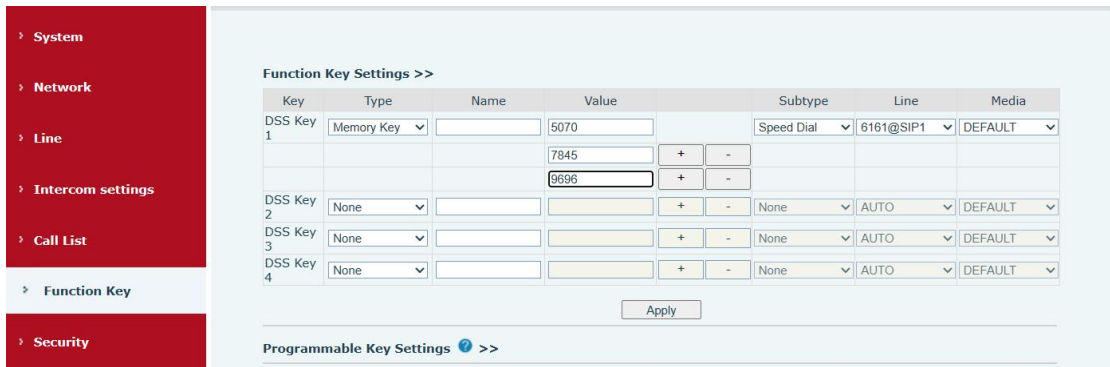 System
Network
Line
Intercom settings
Call List
Function Key
Security
Function Key Settings >>
Key Type Name Value Subtype Line Media
DSS Key 1 Memory Key 5070 Speed Dial 6161@SIP1 DEFAULT
7845 + -
9696 + -
DSS Key 2 None + - None AUTO DEFAULT
DSS Key 3 None + - None AUTO DEFAULT
DSS Key 4 None + - None AUTO DEFAULT
Apply
Programmable Key Settings ? >>